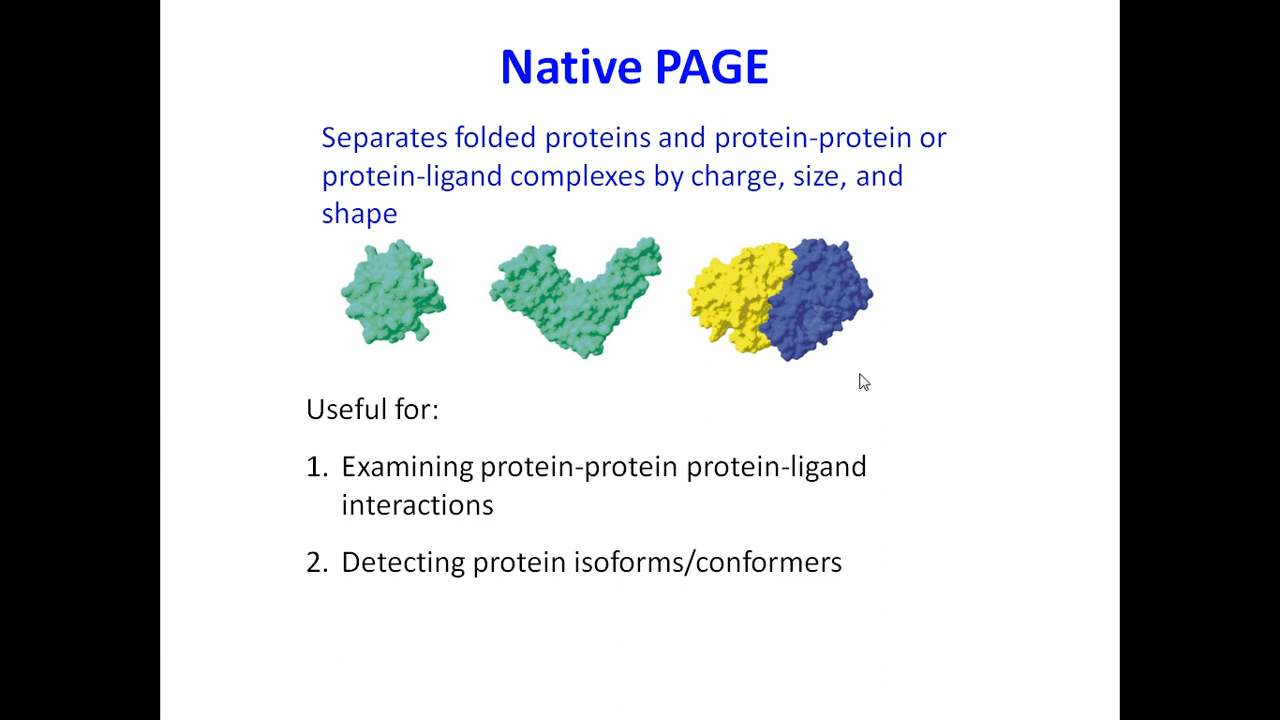 Native PAGE
Separates folded proteins and protein-protein or
protein-ligand complexes by charge, size, and
shape
Useful for:
1. Examining protein-protein protein-ligand
interactions
2. Detecting protein isoforms/conformers